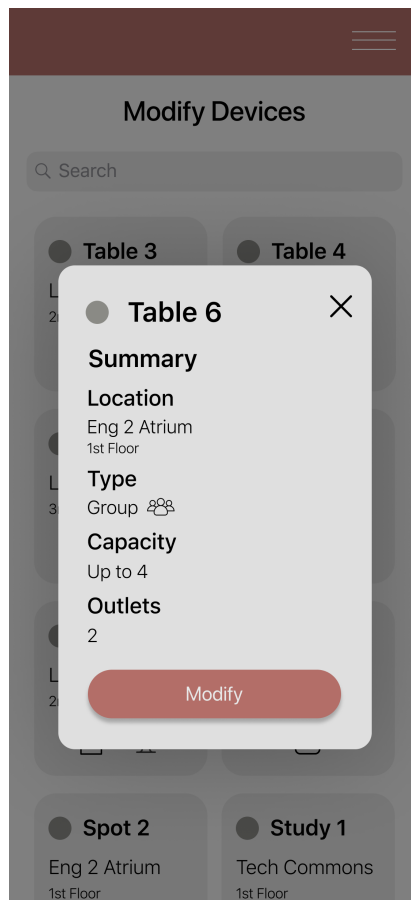 Modify Devices
Search
Table 3
Table 4
Table 6
Summary
Location
Eng 2 Atrium
1st Floor
Type
Group
Capacity
Up to 4
Outlets
2
Modify
Spot 2
Study 1
Eng 2 Atrium
Tech Commons
1st Floor
1st Floor